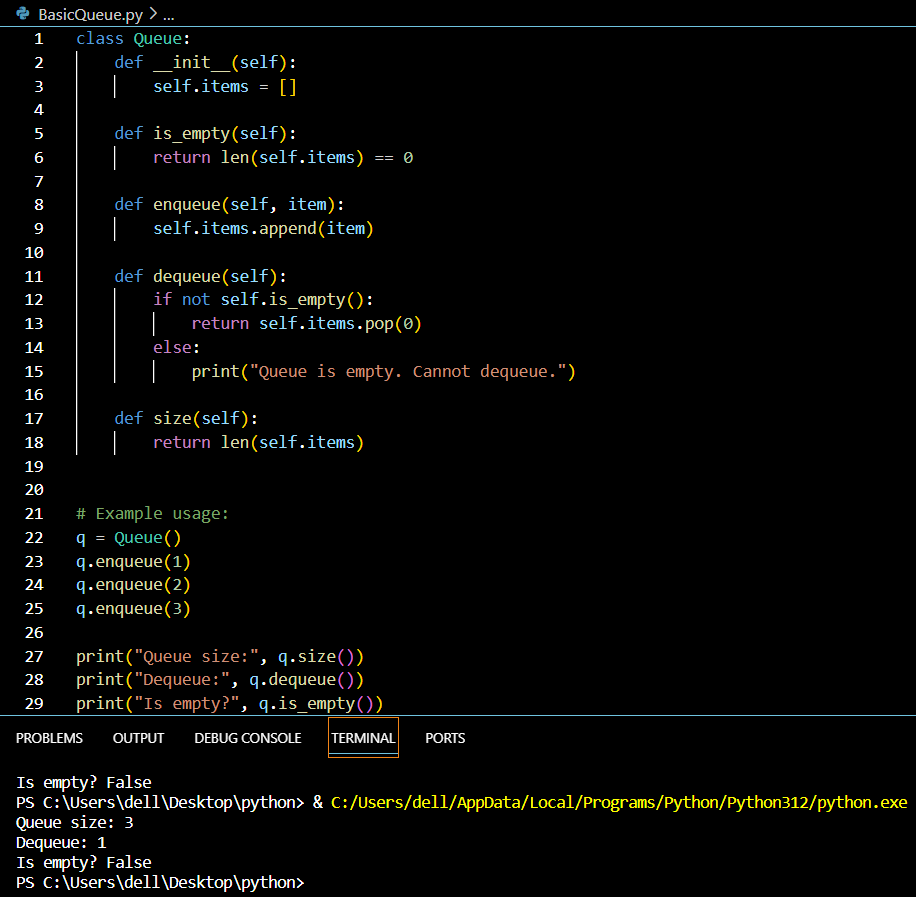 BasicQueue.py > ...
1 class Queue:
2     def __init__(self):
3         self.items = []
4
5     def is_empty(self):
6         return len(self.items) == 0
7
8     def enqueue(self, item):
9         self.items.append(item)
10
11     def dequeue(self):
12         if not self.is_empty():
13             return self.items.pop(0)
14         else:
15             print("Queue is empty. Cannot dequeue.")
16
17     def size(self):
18         return len(self.items)
19
20
21 # Example usage:
22 q = Queue()
23 q.enqueue(1)
24 q.enqueue(2)
25 q.enqueue(3)
26
27 print("Queue size:", q.size())
28 print("Dequeue:", q.dequeue())
29 print("Is empty?", q.is_empty())
PROBLEMS OUTPUT DEBUG CONSOLE TERMINAL PORTS
Is empty? False
PS C:\Users\dell\Desktop\python> & C:/Users/dell/AppData/Local/Programs/Python/Python312/python.exe
Queue size: 3
Dequeue: 1
Is empty? False
PS C:\Users\dell\Desktop\python>